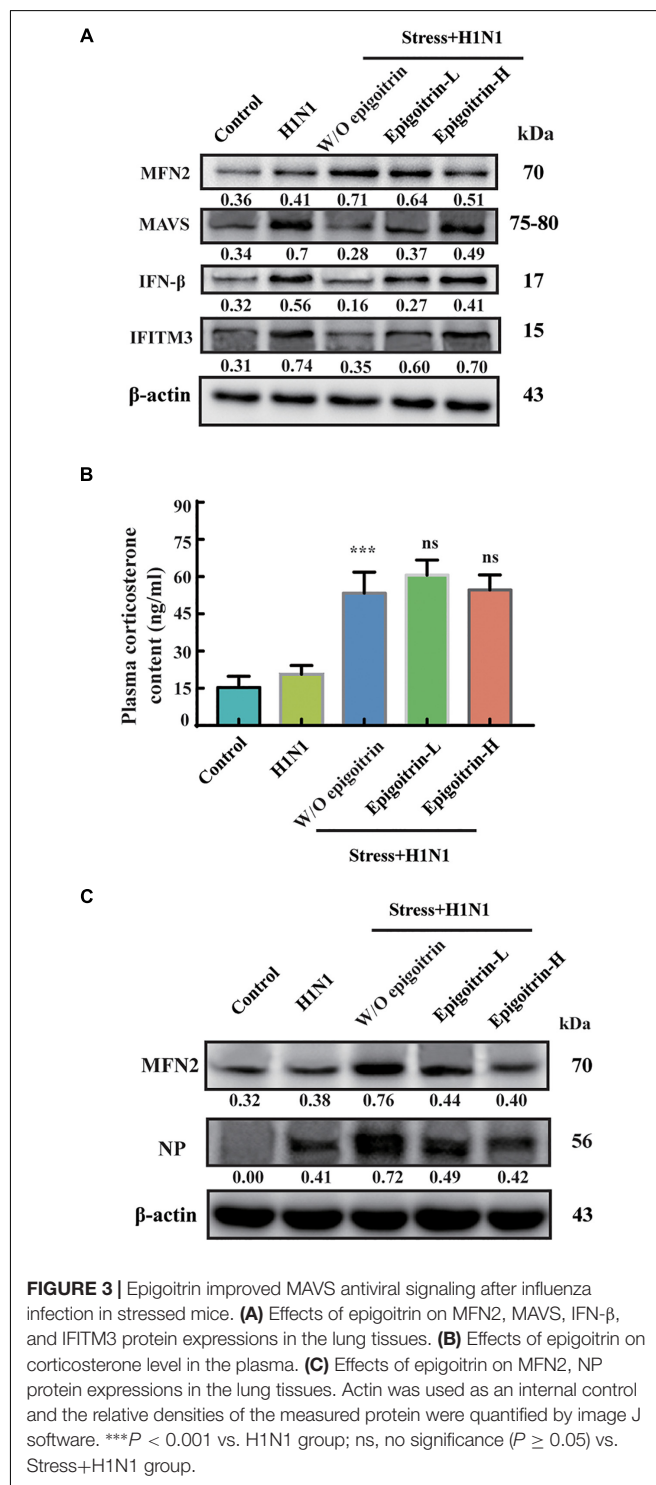 A
Stress+H1N1
Control
H1N1
W/O epigoitrin
Epigoitrin-L
Epigoitrin-H
kDa
MFN2
70
0.36 0.41 0.71 0.64 0.51
MAVS
75-80
0.34 0.7 0.28 0.37 0.49
IFN-β
17
0.32 0.56 0.16 0.27 0.41
IFITM3
15
0.31 0.74 0.35 0.60 0.70
β-actin
43
B
Plasma corticosterone
content (ng/ml)
90
75
60
45
30
15
0
***
ns
ns
Control
H1N1
W/O epigoitrin
Epigoitrin-L
Epigoitrin-H
Stress+H1N1
C
Stress+H1N1
Control
H1N1
W/O epigoitrin
Epigoitrin-L
Epigoitrin-H
kDa
MFN2
70
0.32 0.38 0.76 0.44 0.40
NP
56
0.00 0.41 0.72 0.49 0.42
β-actin
43
FIGURE 3 | Epigoitrin improved MAVS antiviral signaling after influenza
infection in stressed mice. (A) Effects of epigoitrin on MFN2, MAVS, IFN-β,
and IFITM3 protein expressions in the lung tissues. (B) Effects of epigoitrin on
corticosterone level in the plasma. (C) Effects of epigoitrin on MFN2, NP
protein expressions in the lung tissues. Actin was used as an internal control
and the relative densities of the measured protein were quantified by image J
software. ***P < 0.001 vs. H1N1 group; ns, no significance (P ≥ 0.05) vs.
Stress+H1N1 group.